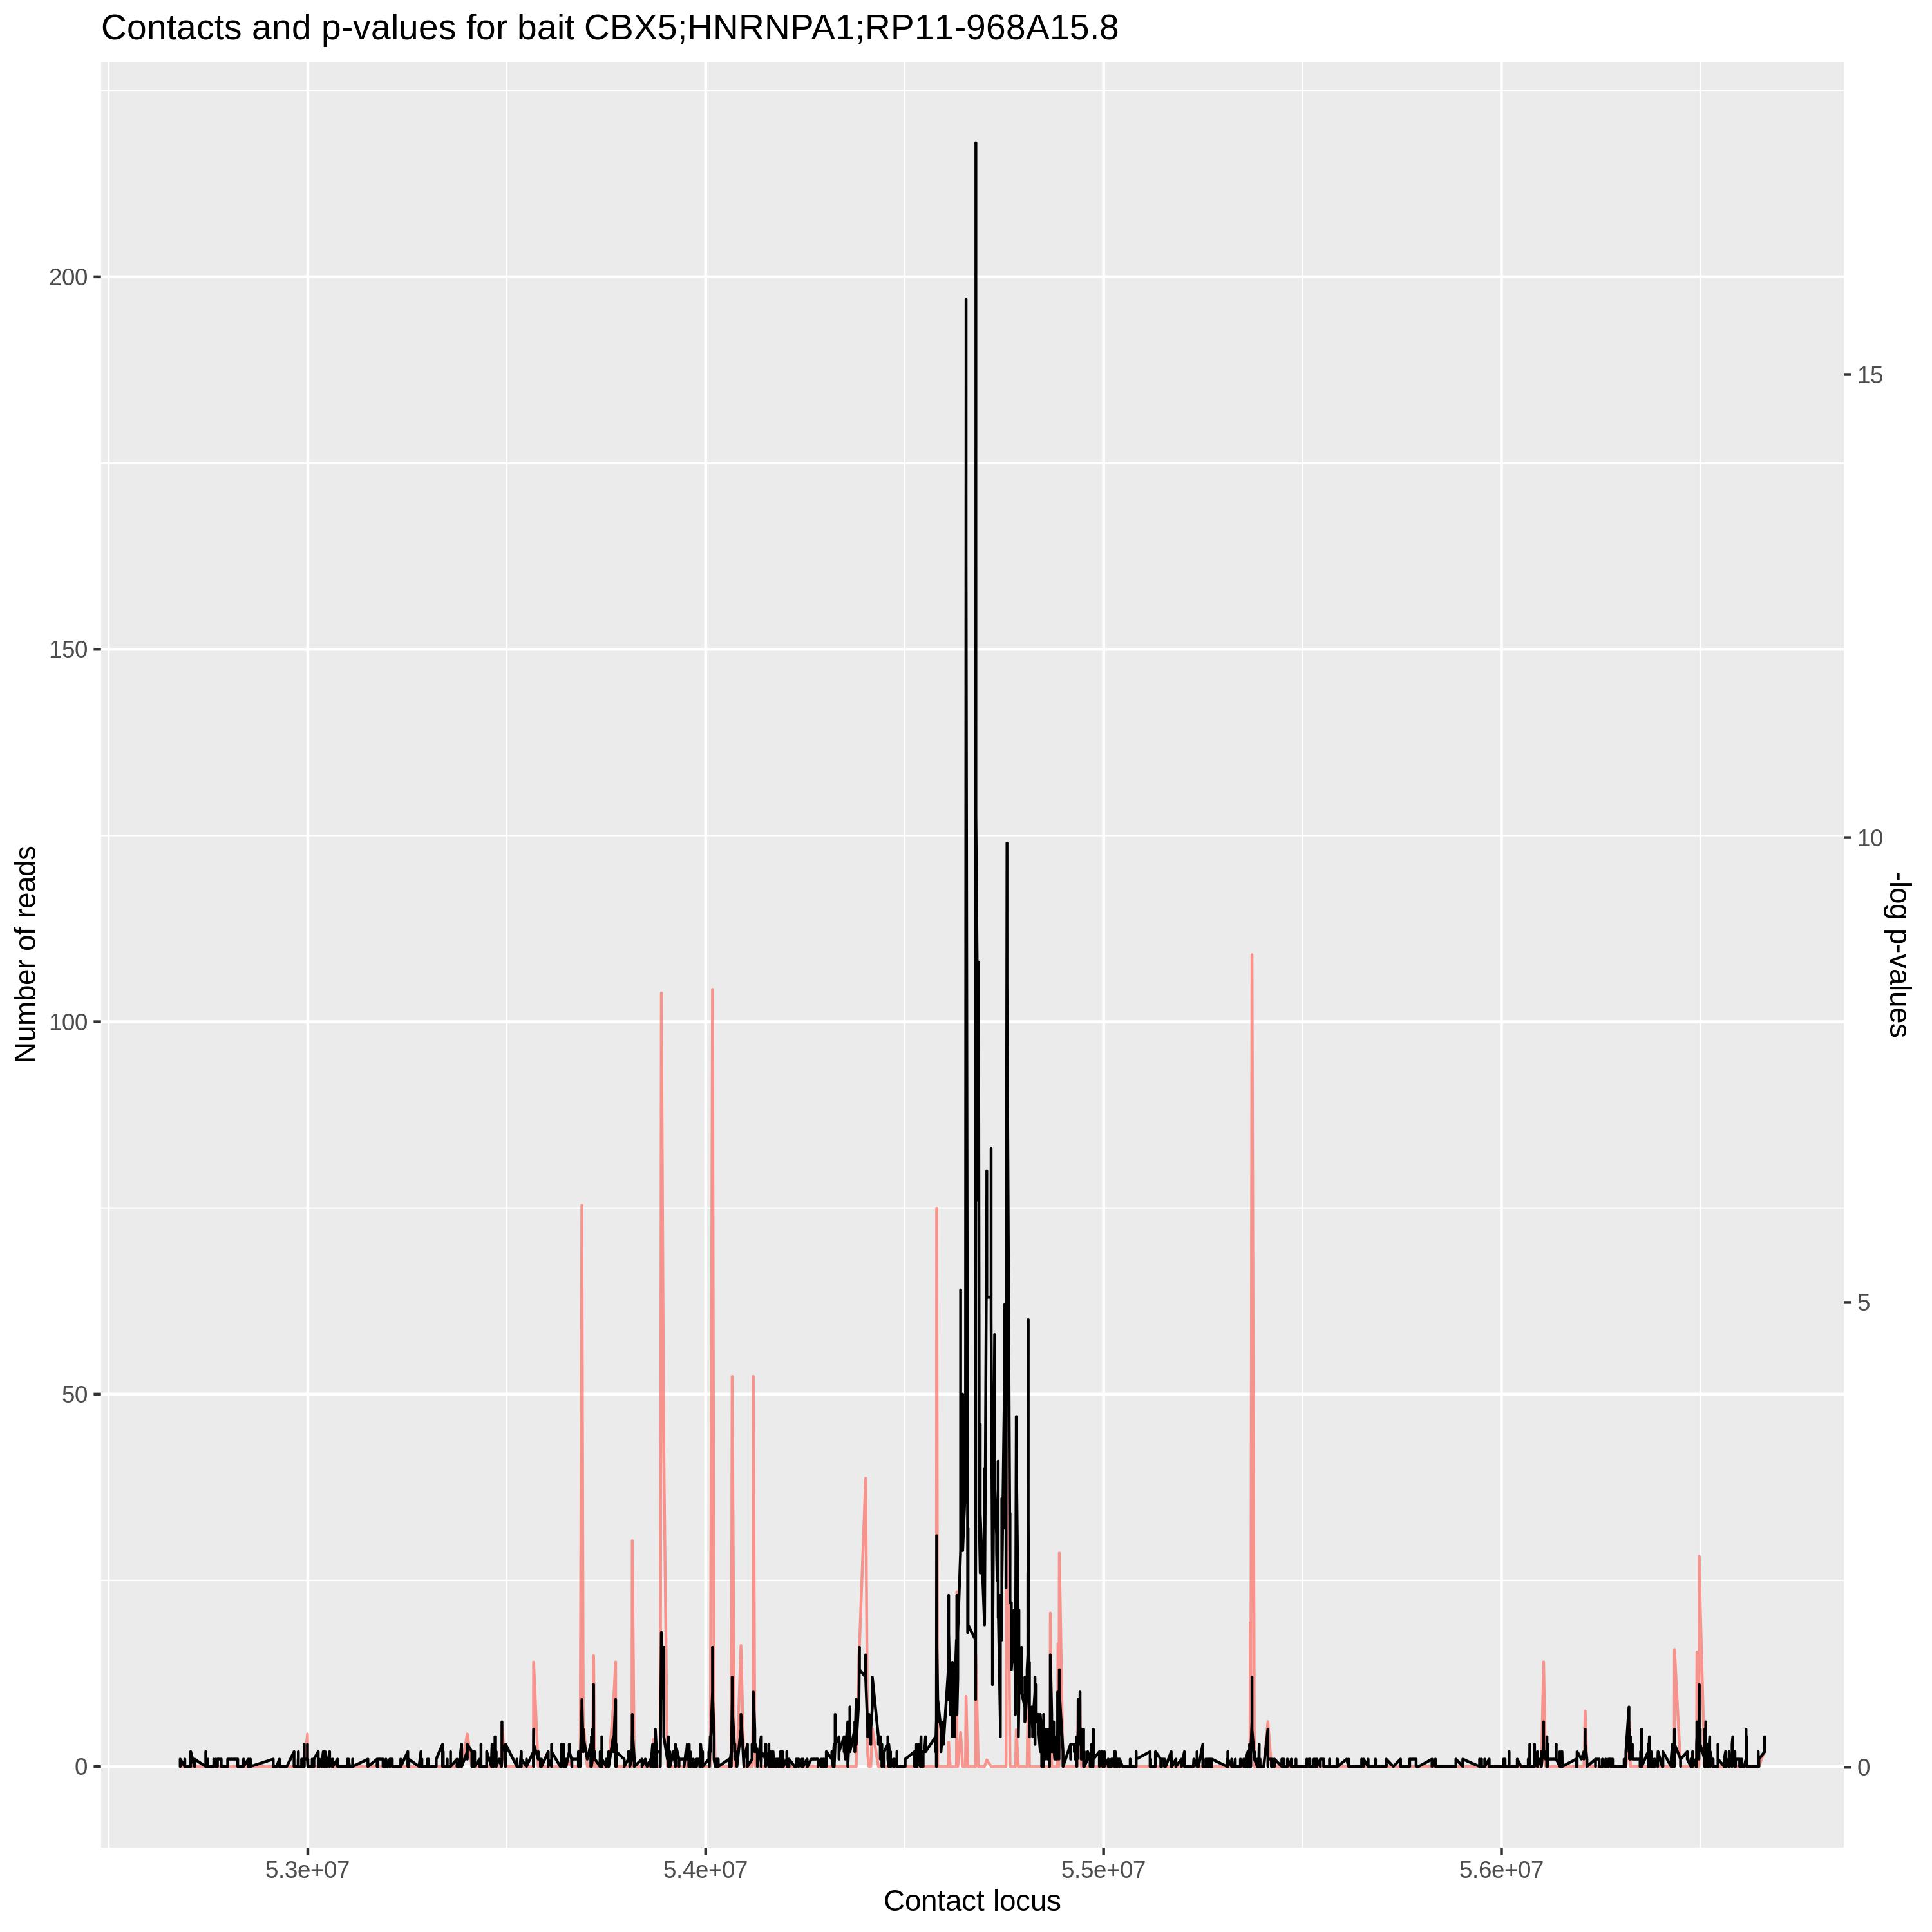 Contacts and p-values for bait CBX5;HNRNPA1;RP11-968A15.8
Number of reads
200
150
100
50
0
15
10
5
0
-log p-values
5.3e+07 5.4e+07 5.5e+07 5.6e+07
Contact locus